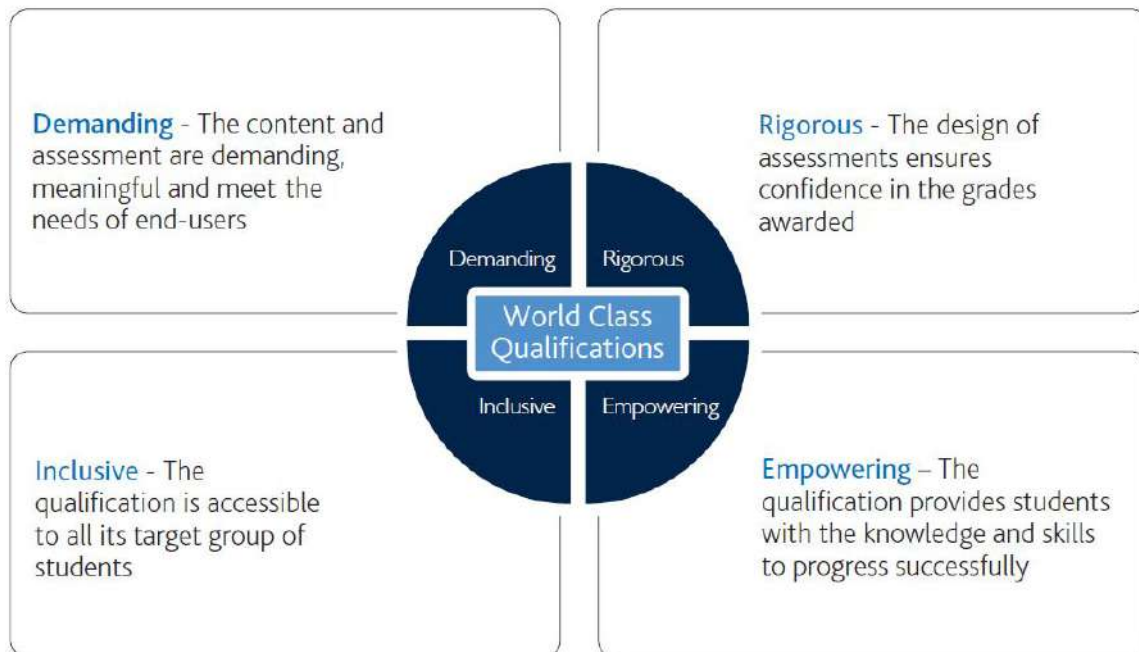 Demanding - The content and
assessment are demanding,
meaningful and meet the
needs of end-users
Rigorous - The design of
assessments ensures
confidence in the grades
awarded
Demanding
Rigorous
World Class
Qualifications
Inclusive
Empowering
Inclusive - The
qualification is accessible
to all its target group of
students
Empowering – The
qualification provides students
with the knowledge and skills
to progress successfully